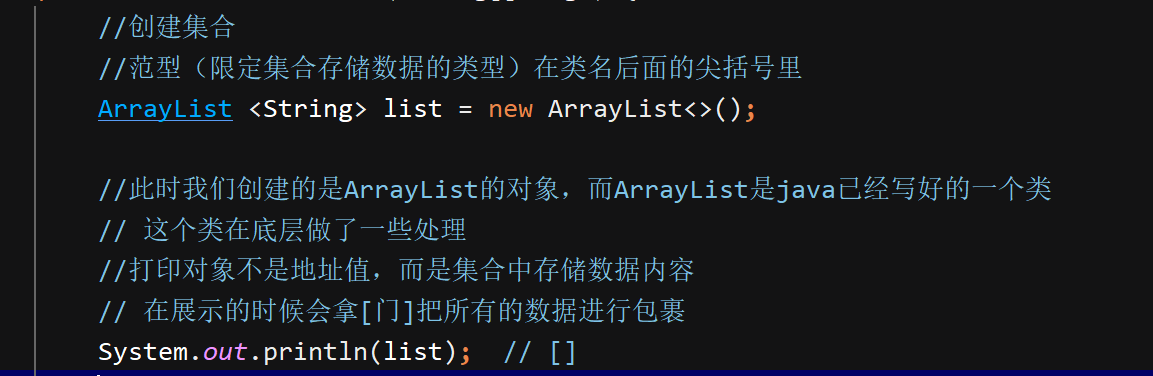 //创建集合
//范型（限定集合存储数据的类型）在类名后面的尖括号里
ArrayList <String> list = new ArrayList<>();
//此时我们创建的是ArrayList的对象，而ArrayList是java已经写好的一个类
// 这个类在底层做了一些处理
//打印对象不是地址值，而是集合中存储数据内容
// 在展示的时候会拿[门]把所有的数据进行包裹
System.out.println(list);  // []